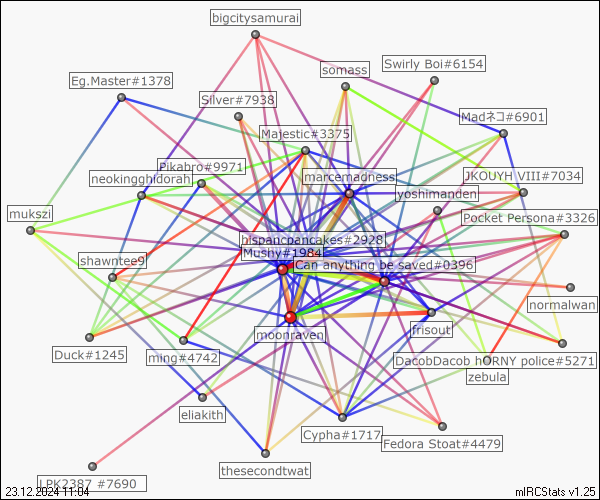 bigcitysamurai
Swirly Boi#6154
somass
Eg.Master#1378
Silver#7938
Madネコ#6901
Majestic#3375
Pikabro#9971
marcemadness
JKOUYH VIII#7034
neokingghidorah
yoshimanden
mukszi
Pocket Persona#3326
hispancpancakes#2928
Mushy#1984
shawntee9
Can anything be saved#0396
normalwan
moonraven
frisout
Duck#1245
ming#4742
DacobDacob hORNY police#5271
zebula
eliakith
Cypha#1717
Fedora Stoat#4479
thesecondtwat
LPK2387 #7690
23.12.2024 11:04
mIRCStats v1.25